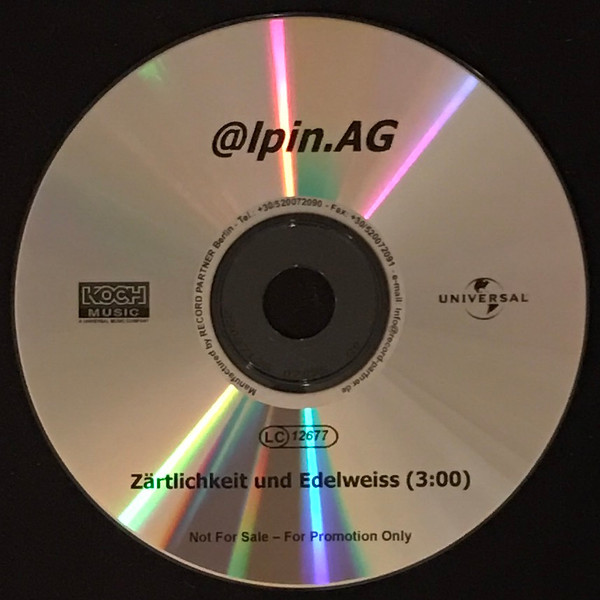 @lpin.AG
Manufactured by RECORD PARTNER Berlin - Tel.: +30/520072090 - Fax: +50/520072091 - e-mail info@record-partner.de
KOCH
MUSIC
A UNIVERSAL MUSIC COMPANY
UNIVERSAL
LC 12677
Zärtlichkeit und Edelweiss (3:00)
Not For Sale – For Promotion Only